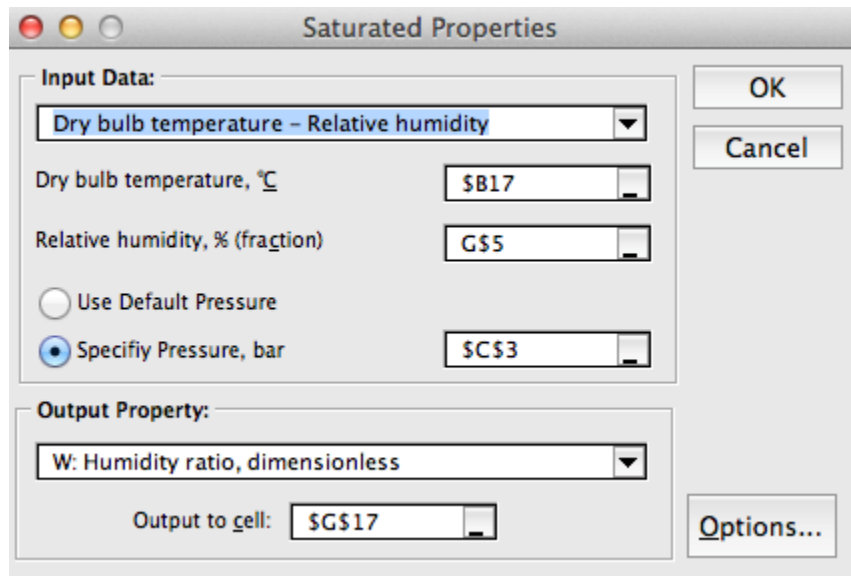 Saturated Properties
Input Data:
OK
Dry bulb temperature – Relative humidity
Cancel
Dry bulb temperature, °C
$B17
Relative humidity, % (fraction)
G$5
Use Default Pressure
Specifiy Pressure, bar
$C$3
Output Property:
W: Humidity ratio, dimensionless
Output to cell:
$G$17
Options...